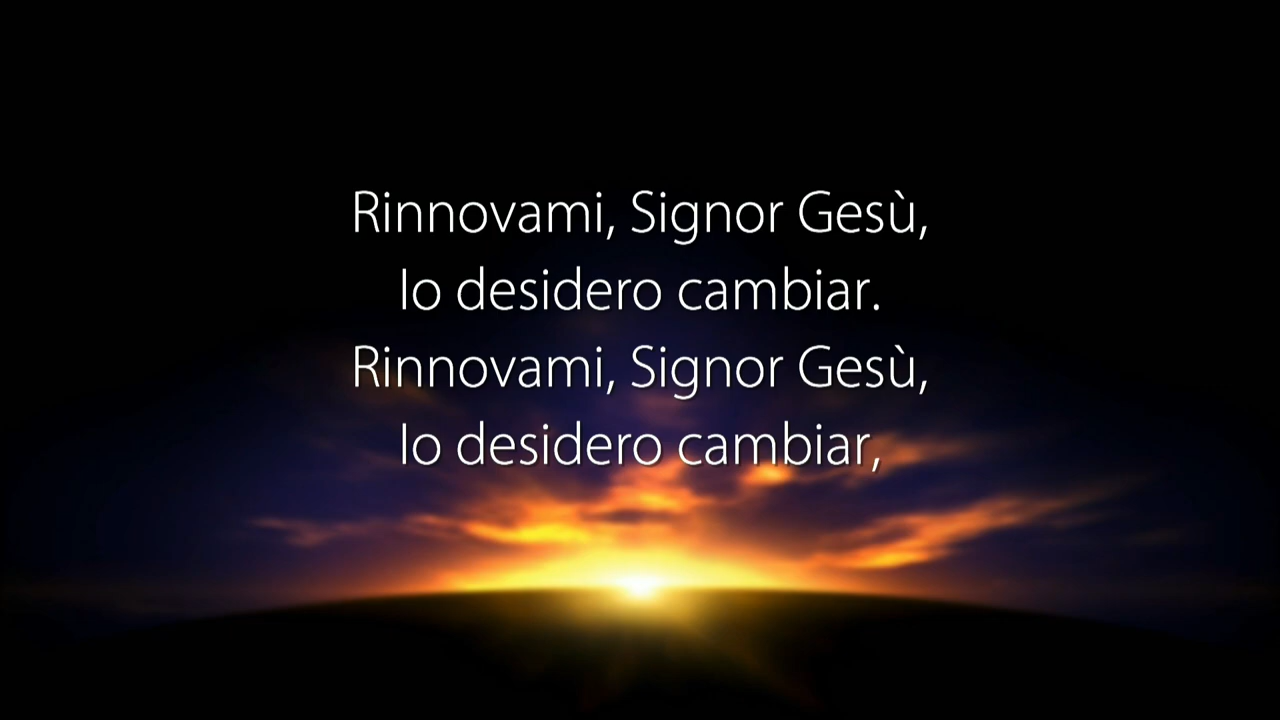 Rinnovami, Signor Gesù,
Io desidero cambiar.
Rinnovami, Signor Gesù,
Io desidero cambiar,